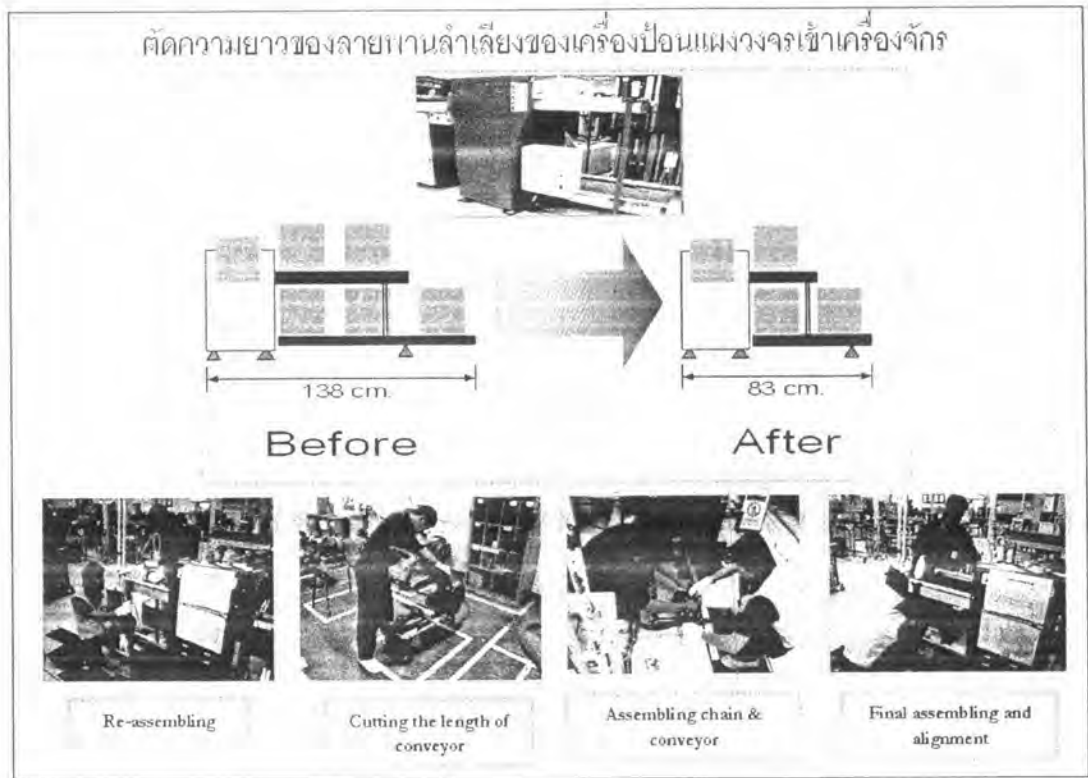 ตัดความยาวของสายพานลำเลียงของเครื่องป้อนแผงวงจรเข้าเครื่องจักร
138 cm.
83 cm.
Before
After
Re-assembling
Cutting the length of
conveyor
Assembling chain &
conveyor
Final assembling and
alignment